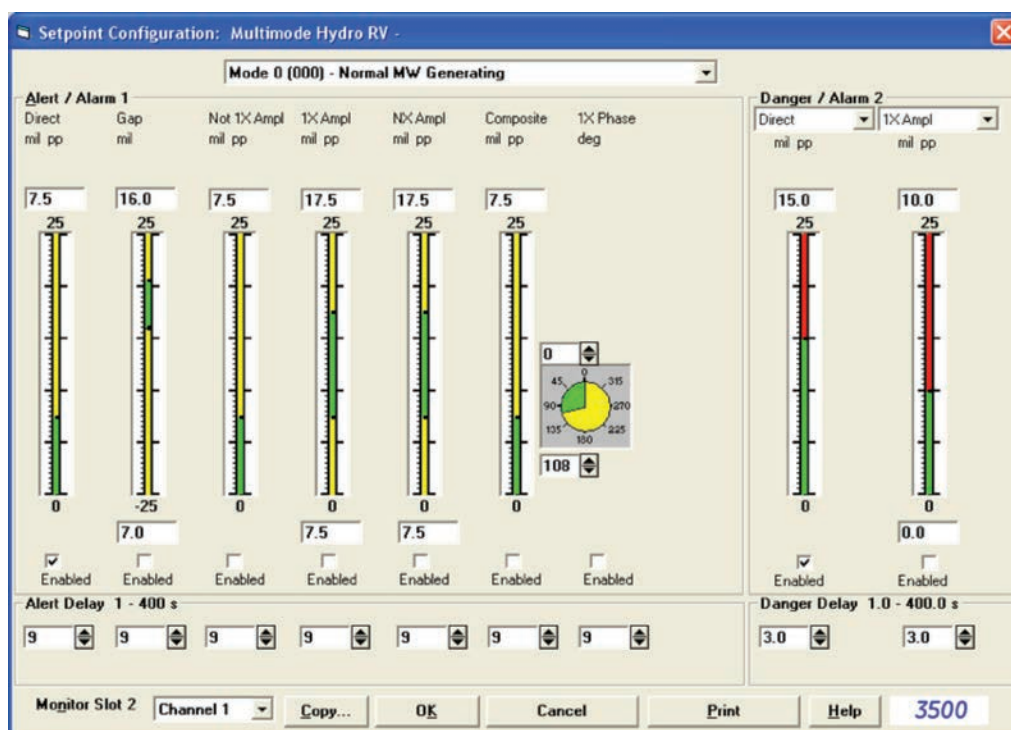 Setpoint Configuration: Multimode Hydro RV -
Mode 0 (000) - Normal MW Generating
Alert / Alarm 1
Direct Gap Not 1X Ampl 1X Ampl NX Ampl Composite 1X Phase
mil pp mil mil pp mil pp mil pp mil pp deg
7.5 16.0 7.5 17.5 17.5 7.5
25 25 25 25 25 25
0
0
45 315
90 270
135 225
180
108
0 -25 0 0 0 0
7.0 7.5 7.5
Enabled Enabled Enabled Enabled Enabled Enabled Enabled
Danger / Alarm 2
Direct 1X Ampl
mil pp mil pp
15.0 10.0
25 25
0 0
0.0
Enabled Enabled
Alert Delay 1 - 400 s
9 9 9 9 9 9 9
Danger Delay 1.0 - 400.0 s
3.0 3.0
Monitor Slot 2 Channel 1 Copy... OK Cancel Print Help 3500